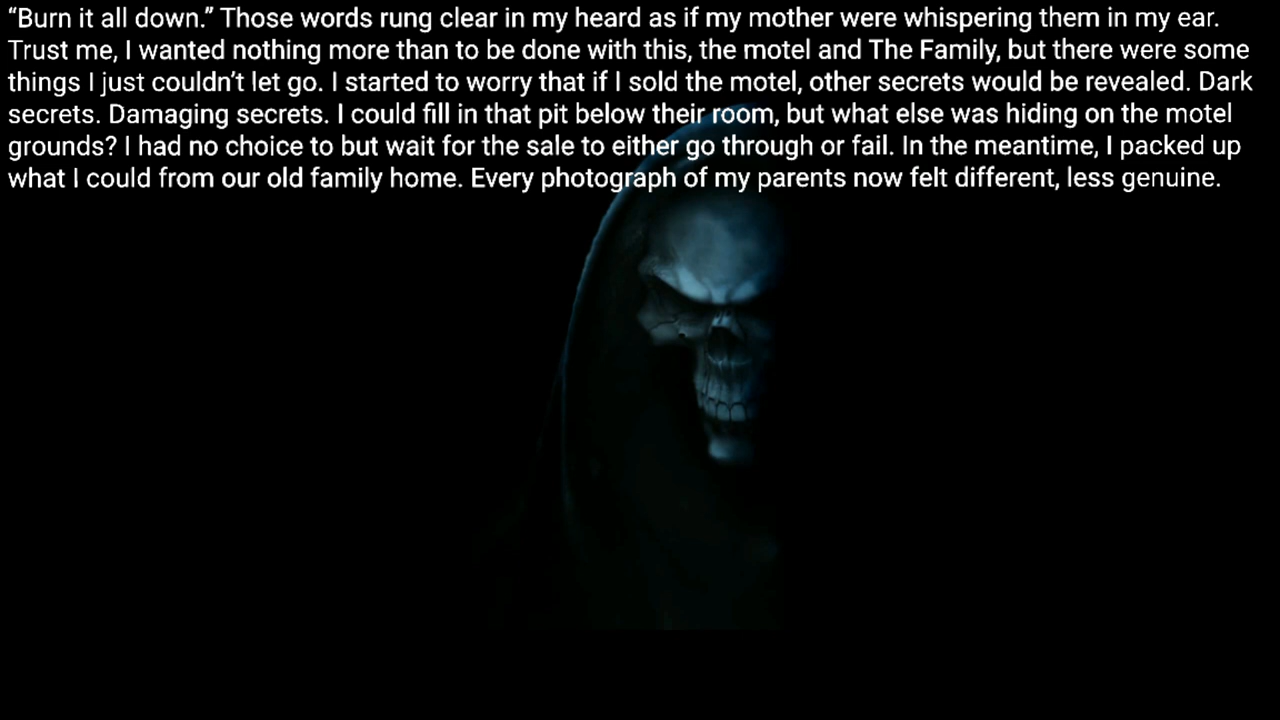 “Burn it all down.” Those words rung clear in my heard as if my mother were whispering them in my ear.
Trust me, I wanted nothing more than to be done with this, the motel and The Family, but there were some
things I just couldn’t let go. I started to worry that if I sold the motel, other secrets would be revealed. Dark
secrets. Damaging secrets. I could fill in that pit below their room, but what else was hiding on the motel
grounds? I had no choice to but wait for the sale to either go through or fail. In the meantime, I packed up
what I could from our old family home. Every photograph of my parents now felt different, less genuine.